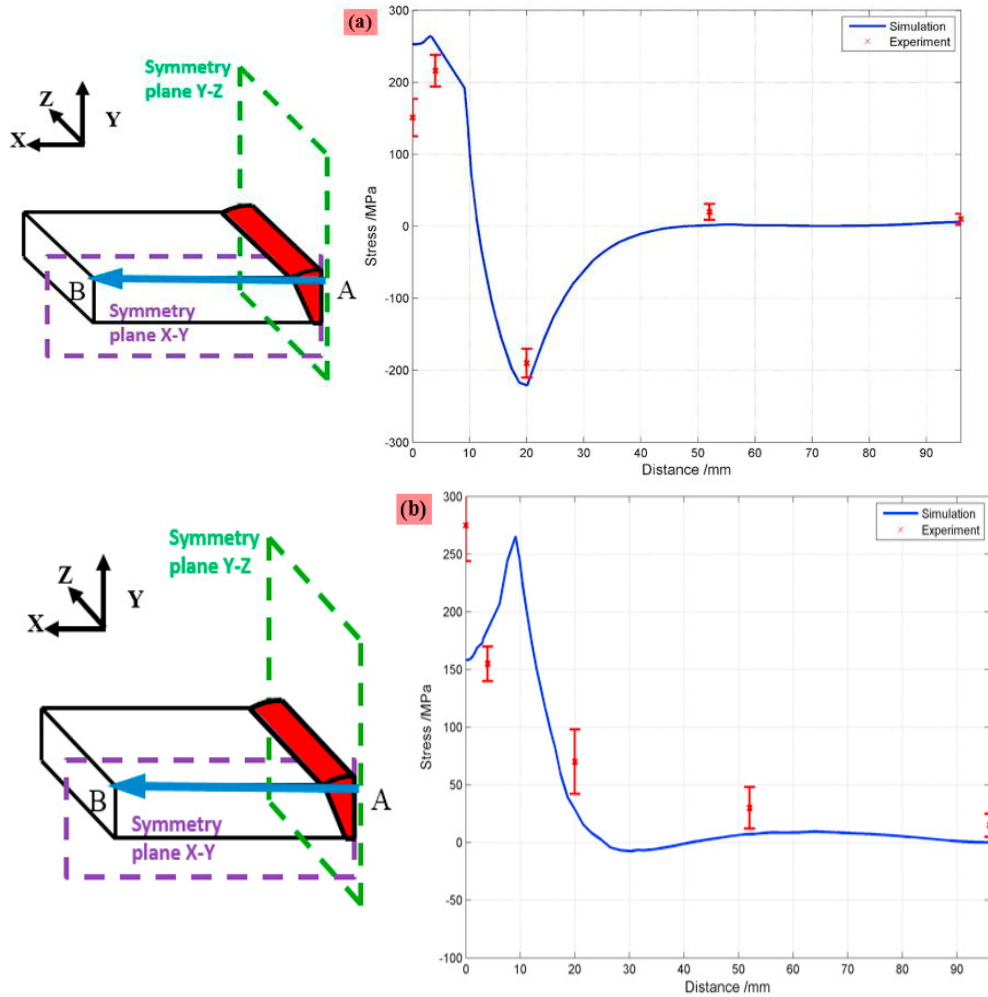 (a)
Symmetry
plane Y-Z
Z
Y
X
B
A
Symmetry
plane X-Y
Stress /MPa
300
200
100
0
-100
-200
-300
0 10 20 30 40 50 60 70 80 90
Distance /mm
Simulation
Experiment
(b)
Symmetry
plane Y-Z
Z
Y
X
B
A
Symmetry
plane X-Y
Stress /MPa
300
250
200
150
100
50
0
-50
-100
0 10 20 30 40 50 60 70 80 90
Distance /mm
Simulation
Experiment